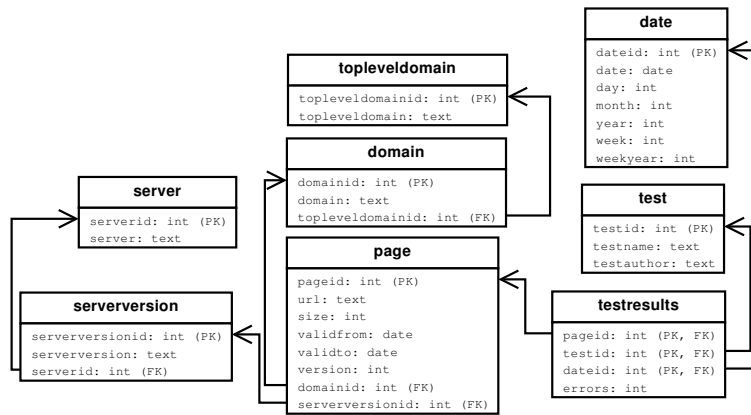 date
dateid: int (PK)
date: date
day: int
month: int
year: int
week: int
weekyear: int
topleveldomain
topleveldomainid: int (PK)
topleveldomain: text
domain
domainid: int (PK)
domain: text
topleveldomainid: int (FK)
server
serverid: int (PK)
server: text
test
testid: int (PK)
testname: text
testauthor: text
page
pageid: int (PK)
url: text
size: int
validfrom: date
validto: date
version: int
domainid: int (FK)
serverversionid: int (FK)
serverversion
serverversionid: int (PK)
serverversion: text
serverid: int (FK)
testresults
pageid: int (PK, FK)
testid: int (PK, FK)
dateid: int (PK, FK)
errors: int